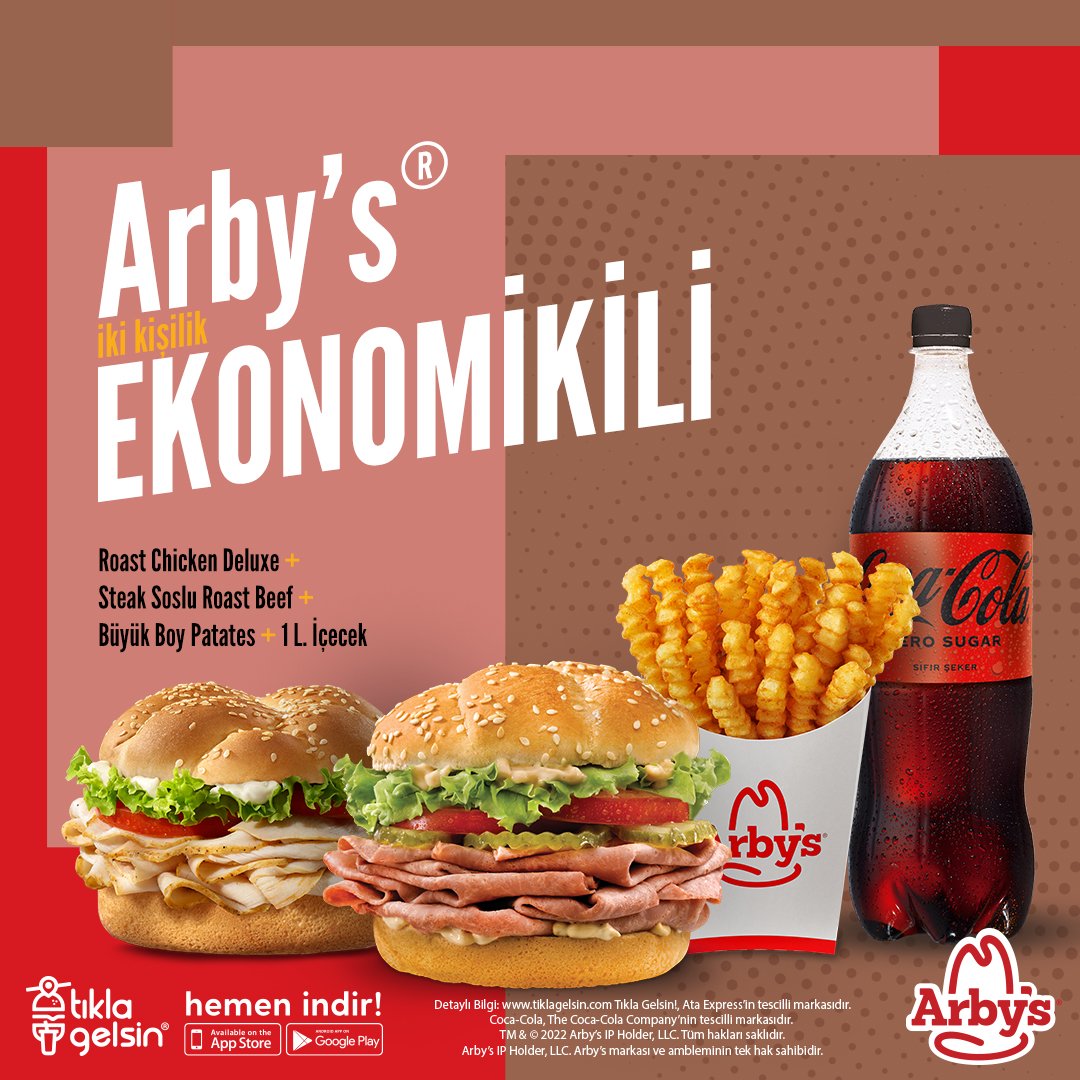 Arby's®
iki kişilik
EKONOMİKİLİ
Roast Chicken Deluxe +
Steak Soslu Roast Beef +
Büyük Boy Patates + 1 L. İçecek
Coca-Cola
ZERO SUGAR
SIFIR ŞEKER
Arby's
tıkla
gelsin®
hemen indir!
Available on the
App Store
ANDROID APP ON
Google Play
Detaylı Bilgi: www.tiklagelsin.com Tıkla Gelsin!, Ata Express'in tescilli markasıdır.
Coca-Cola, The Coca-Cola Company'nin tescilli markasıdır.
TM & © 2022 Arby's IP Holder, LLC. Tüm hakları saklıdır.
Arby's IP Holder, LLC. Arby's markası ve ambleminin tek hak sahibidir.
Arby's